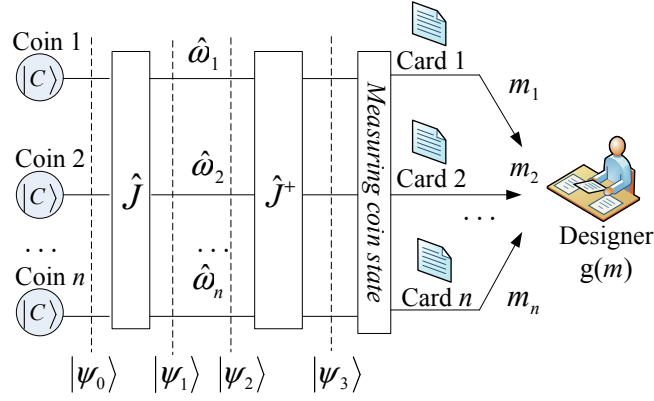 Coin 1
|C⟩
Coin 2
|C⟩
...
Coin n
|C⟩
Ĵ
ω̂₁
ω̂₂
...
ω̂ₙ
Ĵ⁺
Measuring coin state
Card 1
Card 2
...
Card n
m₁
m₂
mₙ
Designer
g(m)
|ψ₀⟩
|ψ₁⟩
|ψ₂⟩
|ψ₃⟩